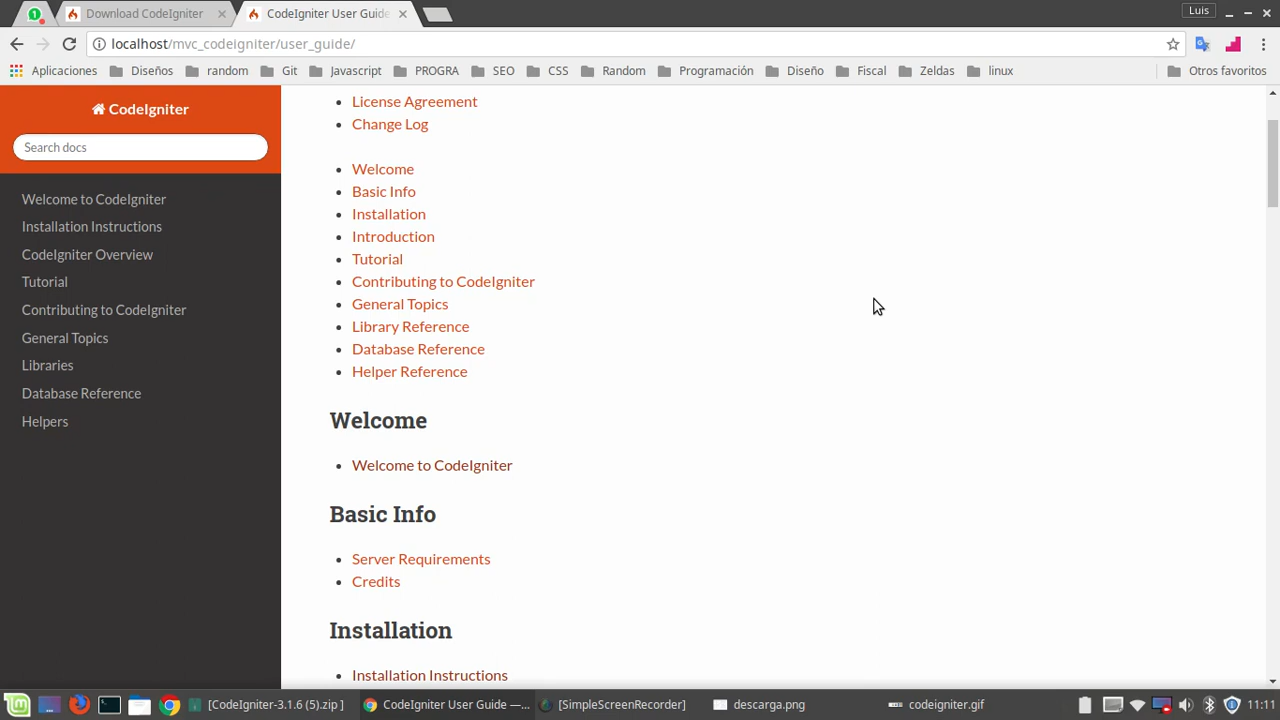 Download CodeIgniter
CodeIgniter User Guide
Luis
localhost/mvc_codeigniter/user_guide/
Aplicaciones Diseños random Git Javascript PROGRA SEO CSS Random Programación Diseño Fiscal Zeldas linux Otros favoritos
CodeIgniter
Search docs
Welcome to CodeIgniter
Installation Instructions
CodeIgniter Overview
Tutorial
Contributing to CodeIgniter
General Topics
Libraries
Database Reference
Helpers
License Agreement
Change Log
Welcome
Basic Info
Installation
Introduction
Tutorial
Contributing to CodeIgniter
General Topics
Library Reference
Database Reference
Helper Reference
Welcome
Welcome to CodeIgniter
Basic Info
Server Requirements
Credits
Installation
Installation Instructions
[CodeIgniter-3.1.6 (5).zip ] CodeIgniter User Guide —... [SimpleScreenRecorder] descarga.png codeigniter.gif 11:11